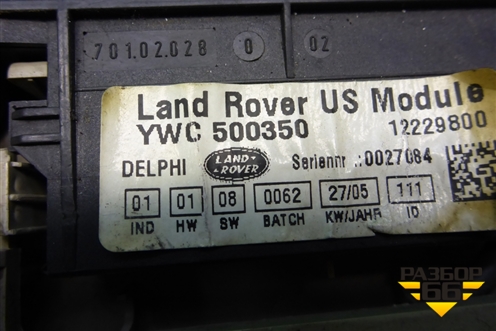 701.02.028 0 02
Land Rover US Module
YWC 500350 12229800
DELPHI LAND ROVER Seriennr .:0027084
01 01 08 0062 27/05 111
IND HW SW BATCH KW/JAHR ID
РАЗБОР
66